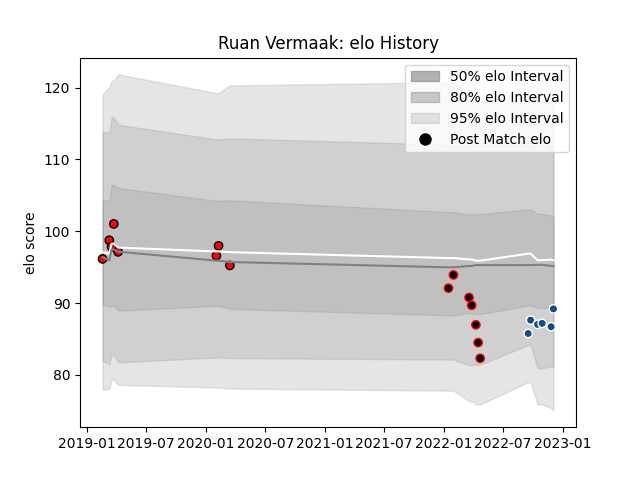 Ruan Vermaak: elo History
50% elo Interval
80% elo Interval
95% elo Interval
Post Match elo
elo score
120
110
100
90
80
2019-01 2019-07 2020-01 2020-07 2021-01 2021-07 2022-01 2022-07 2023-01